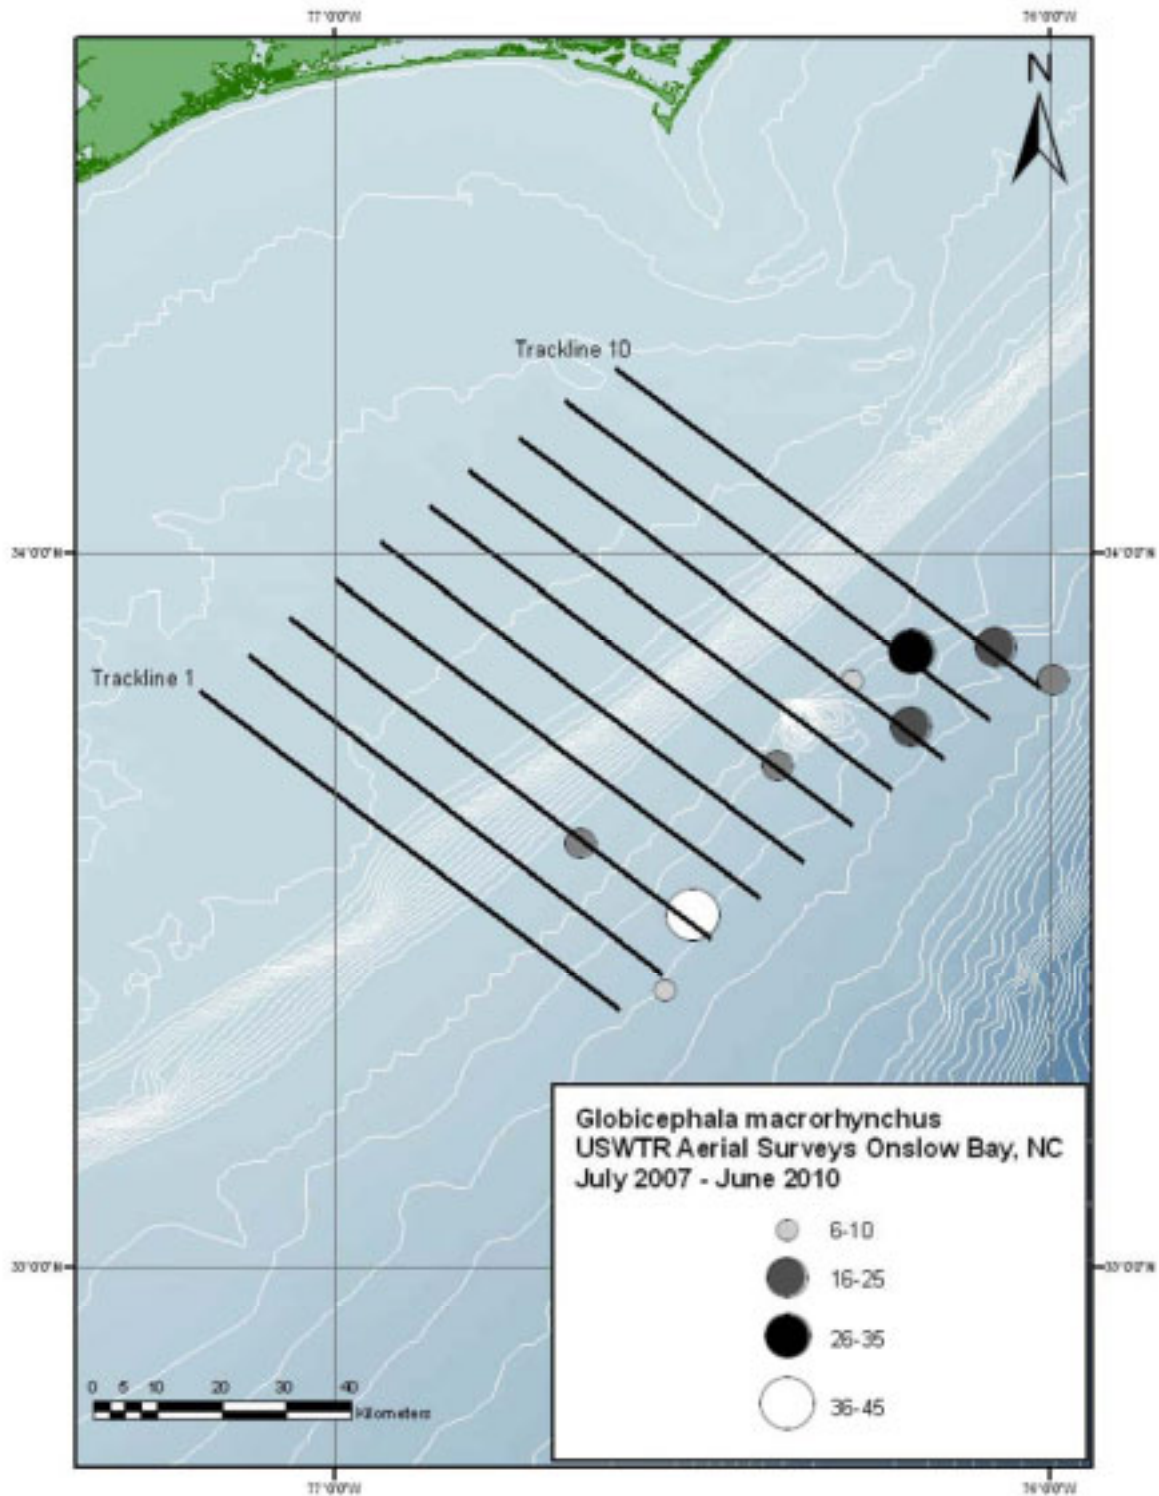 77°0'0"W 76°0'0"W
N
Trackline 10
34°0'0"N 34°0'0"N
Trackline 1
Globicephala macrorhynchus
USWTR Aerial Surveys Onslow Bay, NC
July 2007 - June 2010
6-10
16-25
26-35
36-45
33°0'0"N 33°0'0"N
0 5 10 20 30 40
Kilometers
77°0'0"W 76°0'0"W